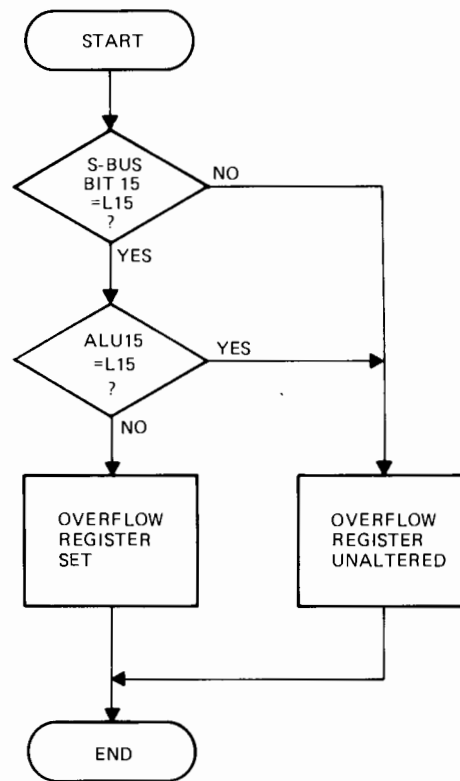 START
S-BUS
BIT 15
=L15
?
NO
YES
ALU15
=L15
?
YES
NO
OVERFLOW
REGISTER
SET
OVERFLOW
REGISTER
UNALTERED
END